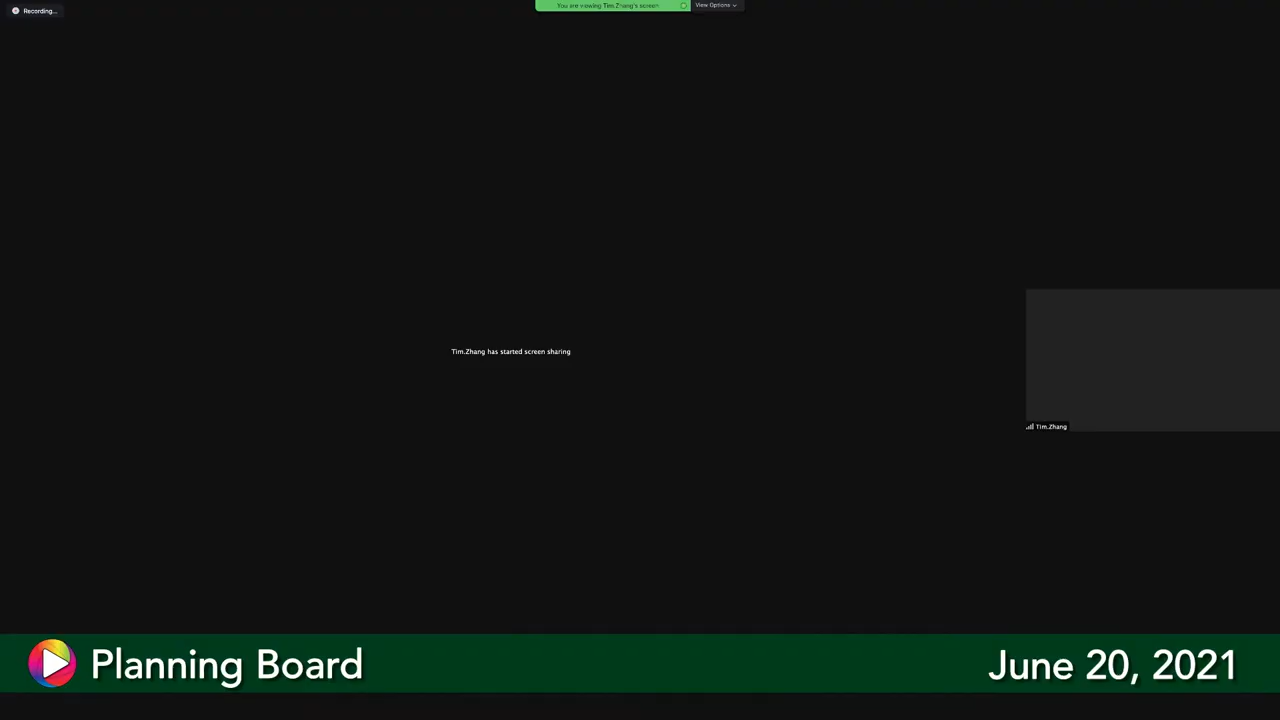 Recording...
You are viewing Tim.Zhang's screen
View Options
Tim.Zhang has started screen sharing
Tim.Zhang
Planning Board
June 20, 2021